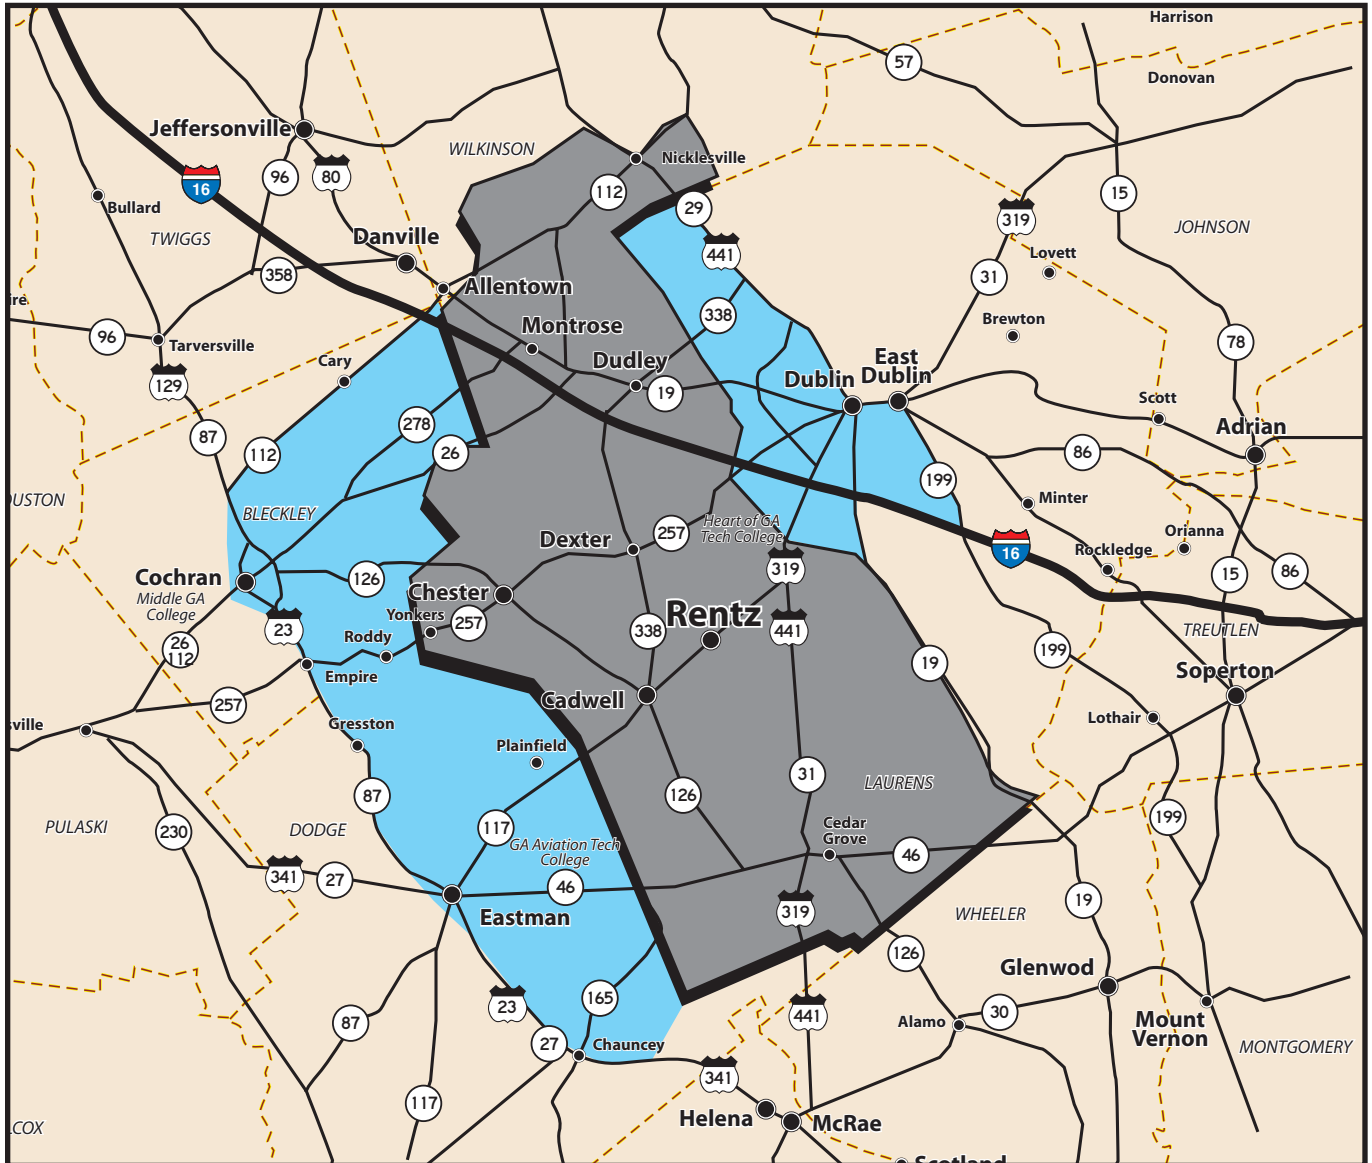 Harrison
57
Donovan
Jeffersonville
WILKINSON
Nicklesville
96
80
16
112
15
Bullard
29
319
TWIGGS
JOHNSON
Danville
441
Lovett
358
31
Allentown
ire
338
Brewton
Montrose
96
Tarversville
78
Cary
Dudley
East
Dublin
Dublin
129
19
Scott
278
Adrian
87
112
26
86
199
OUSTON
Minter
BLECKLEY
Heart of GA
Tech College
257
Orianna
Dexter
16
Rockledge
319
Cochran
126
15
86
Middle GA
College
Chester
Yonkers
Rentz
23
257
338
441
TREUTLEN
Roddy
26
112
199
Empire
19
Soperton
257
Cadwell
sville
Gresston
Lothair
Plainfield
31
LAURENS
87
126
PULASKI
230
DODGE
117
Cedar
Grove
199
GA Aviation Tech
College
46
341
27
46
19
Eastman
319
WHEELER
126
Glenwod
23
165
30
441
87
Alamo
Mount
Vernon
27
Chauncey
MONTGOMERY
341
117
Helena
McRae
LCOX
Scotland